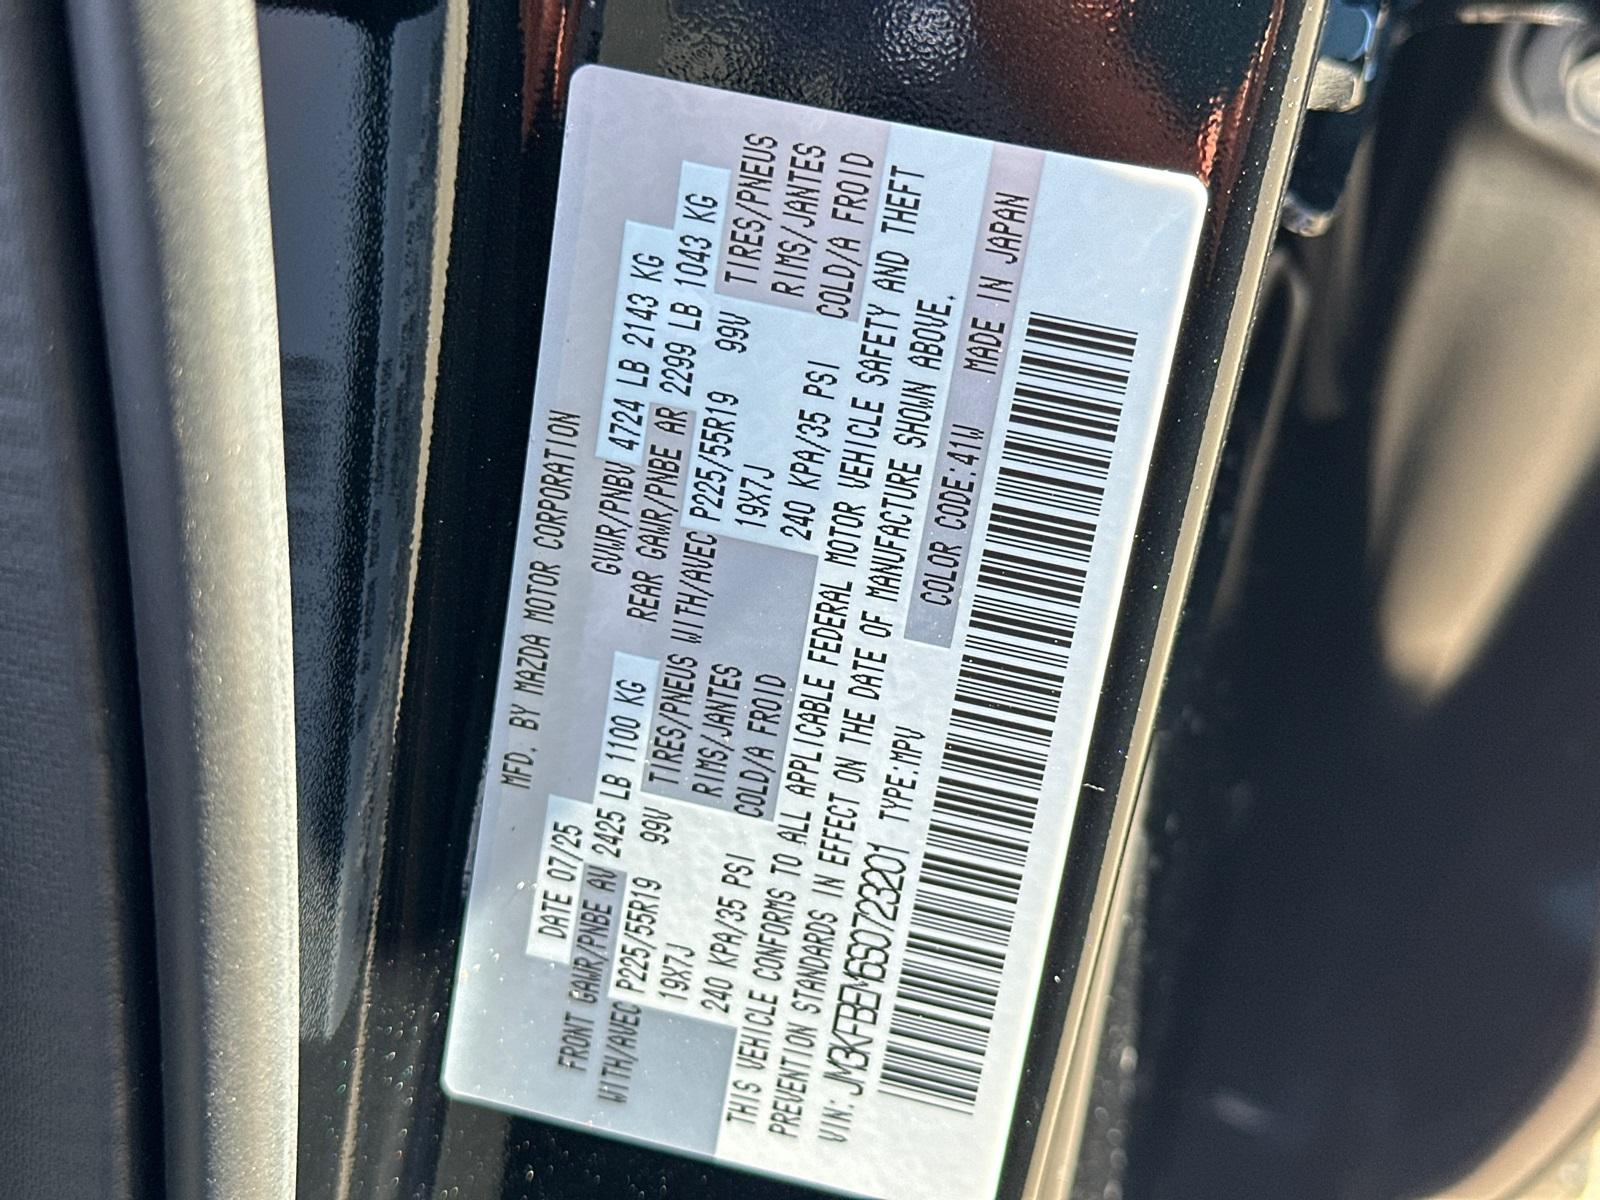 MFD. BY MAZDA MOTOR CORPORATION
DATE 07/25 GVWR/PNBV 4724 LB 2143 KG
FRONT GAWR/PNBE AV 2425 LB 1100 KG REAR GAWR/PNBE AR 2299 LB 1043 KG
WITH/AVEC P225/55R19 99V TIRES/PNEUS WITH/AVEC P225/55R19 99V TIRES/PNEUS
19X7J RIMS/JANTES 19X7J RIMS/JANTES
240 KPA/35 PSI COLD/A FROID 240 KPA/35 PSI COLD/A FROID
THIS VEHICLE CONFORMS TO ALL APPLICABLE FEDERAL MOTOR VEHICLE SAFETY AND THEFT
PREVENTION STANDARDS IN EFFECT ON THE DATE OF MANUFACTURE SHOWN ABOVE.
VIN: JM3KFBEM6S0723201 TYPE:MPV COLOR CODE:41W MADE IN JAPAN